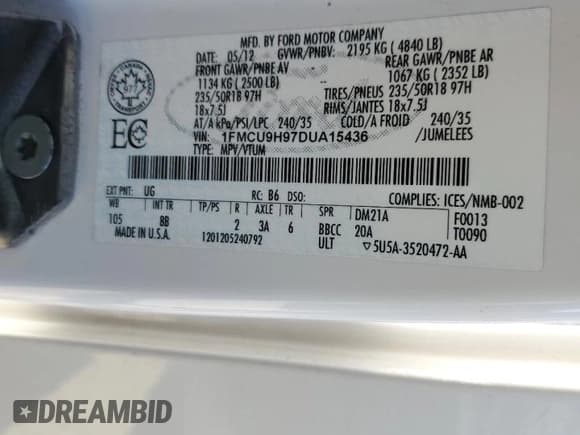 MFD. BY FORD MOTOR COMPANY
DATE: 05/12 GVWR/PNBV: 2195 KG ( 4840 LB)
FRONT GAWR/PNBE AV REAR GAWR/PNBE AR
1134 KG ( 2500 LB) 1067 KG ( 2352 LB)
235/50R18 97H TIRES/PNEUS 235/50R18 97H
18x7.5J RIMS/JANTES 18x7.5J
AT/A kPa/PSI/LPC 240/35 COLD/A FROID 240/35
VIN: 1FMCU9H97DUA15436 /JUMELEES
TYPE: MPV/VTUM
EC
EXT PNT: UG RC: B6 DSO: COMPLIES: ICES/NMB-002
WB INT TR TP/PS R AXLE TR SPR DM21A F0013
105 8B 2 3A 6 BBCC 20A T0090
MADE IN U.S.A. 1201205240792 ULT ▽5U5A-3520472-AA
DREAMBID